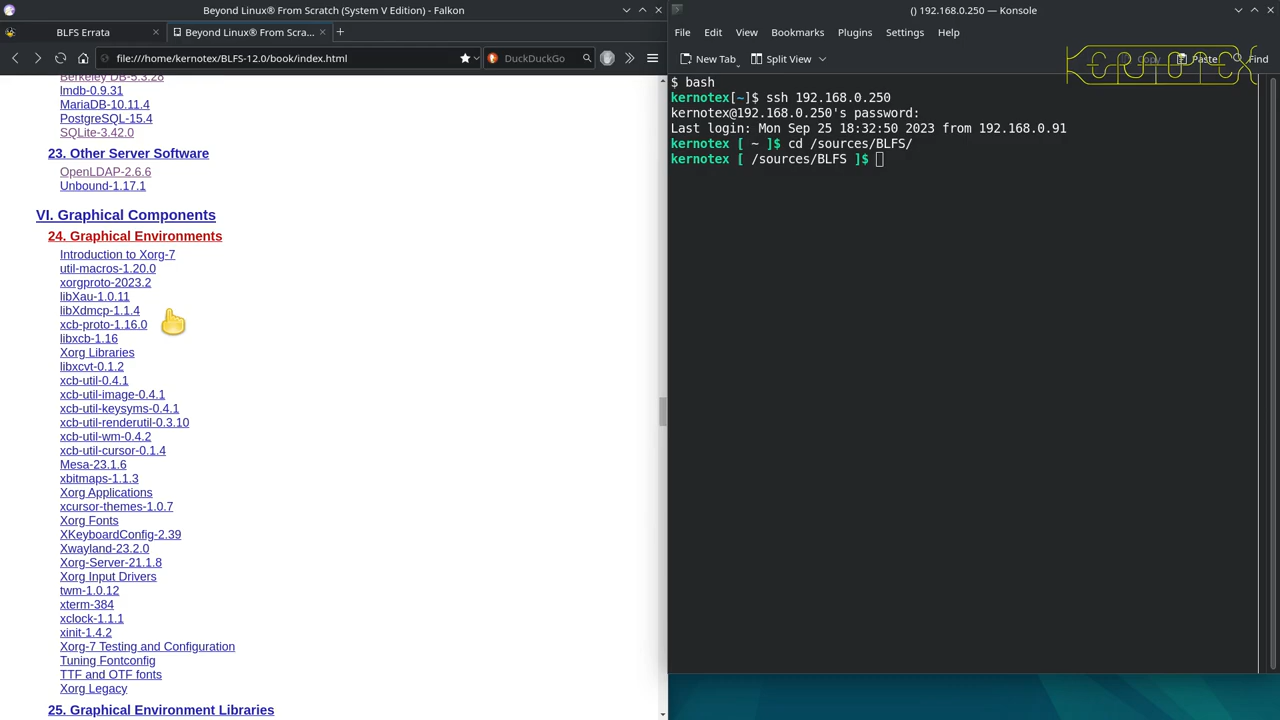 Beyond Linux® From Scratch (System V Edition) - Falkon
BLFS Errata
Beyond Linux® From Scra...
file:///home/kernotex/BLFS-12.0/book/index.html
DuckDuckGo
Berkeley DB-5.3.28
lmdb-0.9.31
MariaDB-10.11.4
PostgreSQL-15.4
SQLite-3.42.0
23. Other Server Software
OpenLDAP-2.6.6
Unbound-1.17.1
VI. Graphical Components
24. Graphical Environments
Introduction to Xorg-7
util-macros-1.20.0
xorgproto-2023.2
libXau-1.0.11
libXdmcp-1.1.4
xcb-proto-1.16.0
libxcb-1.16
Xorg Libraries
libxcvt-0.1.2
xcb-util-0.4.1
xcb-util-image-0.4.1
xcb-util-keysyms-0.4.1
xcb-util-renderutil-0.3.10
xcb-util-wm-0.4.2
xcb-util-cursor-0.1.4
Mesa-23.1.6
xbitmaps-1.1.3
Xorg Applications
xcursor-themes-1.0.7
Xorg Fonts
XKeyboardConfig-2.39
Xwayland-23.2.0
Xorg-Server-21.1.8
Xorg Input Drivers
twm-1.0.12
xterm-384
xclock-1.1.1
xinit-1.4.2
Xorg-7 Testing and Configuration
Tuning Fontconfig
TTF and OTF fonts
Xorg Legacy
25. Graphical Environment Libraries
() 192.168.0.250 — Konsole
File Edit View Bookmarks Plugins Settings Help
New Tab Split View Copy Paste Find
KERNOTEX
$ bash
kernotex[~]$ ssh 192.168.0.250
kernotex@192.168.0.250's password:
Last login: Mon Sep 25 18:32:50 2023 from 192.168.0.91
kernotex [ ~ ]$ cd /sources/BLFS/
kernotex [ /sources/BLFS ]$